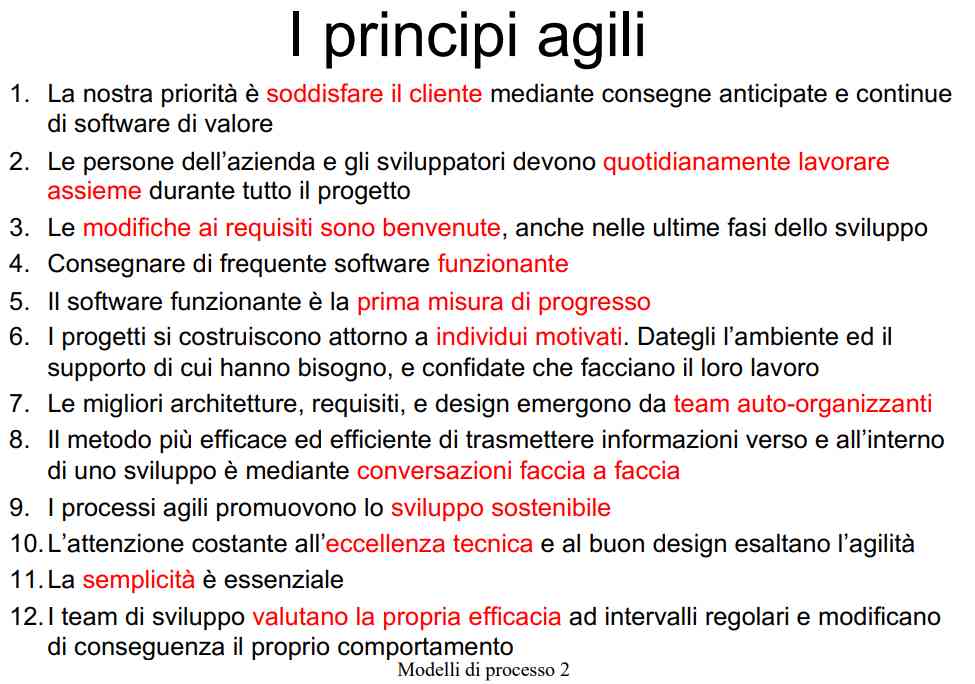 I principi agili
1. La nostra priorità è soddisfare il cliente mediante consegne anticipate e continue
di software di valore
2. Le persone dell’azienda e gli sviluppatori devono quotidianamente lavorare
assieme durante tutto il progetto
3. Le modifiche ai requisiti sono benvenute, anche nelle ultime fasi dello sviluppo
4. Consegnare di frequente software funzionante
5. Il software funzionante è la prima misura di progresso
6. I progetti si costruiscono attorno a individui motivati. Dategli l’ambiente ed il
supporto di cui hanno bisogno, e confidate che facciano il loro lavoro
7. Le migliori architetture, requisiti, e design emergono da team auto-organizzanti
8. Il metodo più efficace ed efficiente di trasmettere informazioni verso e all’interno
di uno sviluppo è mediante conversazioni faccia a faccia
9. I processi agili promuovono lo sviluppo sostenibile
10. L’attenzione costante all’eccellenza tecnica e al buon design esaltano l’agilità
11. La semplicità è essenziale
12. I team di sviluppo valutano la propria efficacia ad intervalli regolari e modificano
di conseguenza il proprio comportamento
Modelli di processo 2